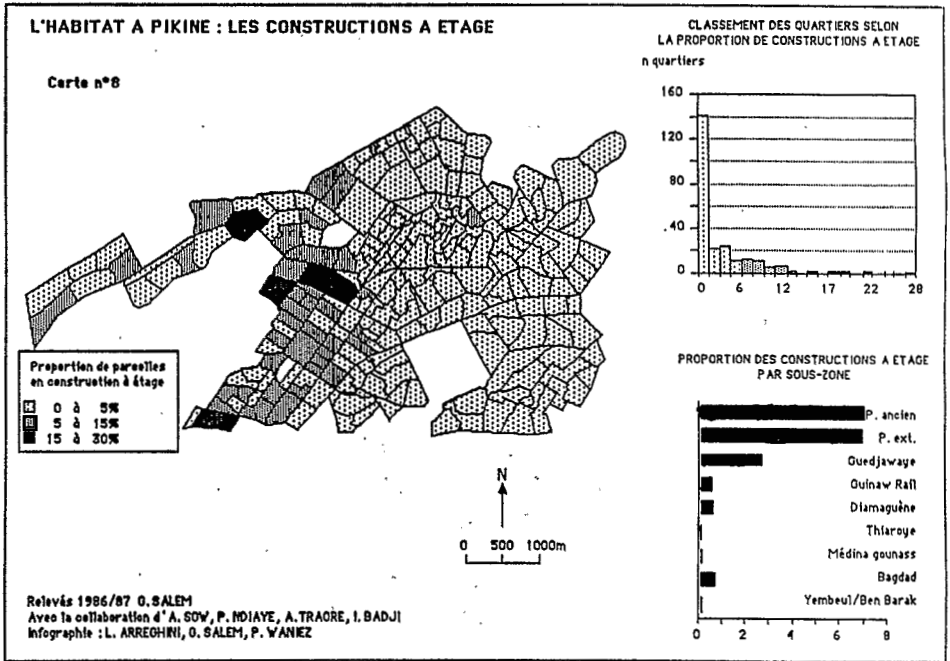 L'HABITAT A PIKINE : LES CONSTRUCTIONS A ETAGE
Carte n°8
CLASSEMENT DES QUARTIERS SELON
LA PROPORTION DE CONSTRUCTIONS A ETAGE
n quartiers
160
120
80
40
0
0 6 12 17 22 28
Proportion de parcelles
en construction à étage
0 à 5%
5 à 15%
15 à 30%
N
0 500 1000m
PROPORTION DES CONSTRUCTIONS A ETAGE
PAR SOUS-ZONE
P. ancien
P. ext.
Guedjawaye
Guinaw Rail
Diamaguène
Thiaroye
Médina gounass
Bagdad
Yembeul/Ben Barak
0 2 4 6 8
Relevés 1986/87 G.SALEM
Avec la collaboration d'A. SOW, P. NDIAYE, A.TRAORE, I. BADJI
Infographie : L. ARREGHINI, G. SALEM, P. WANIEZ